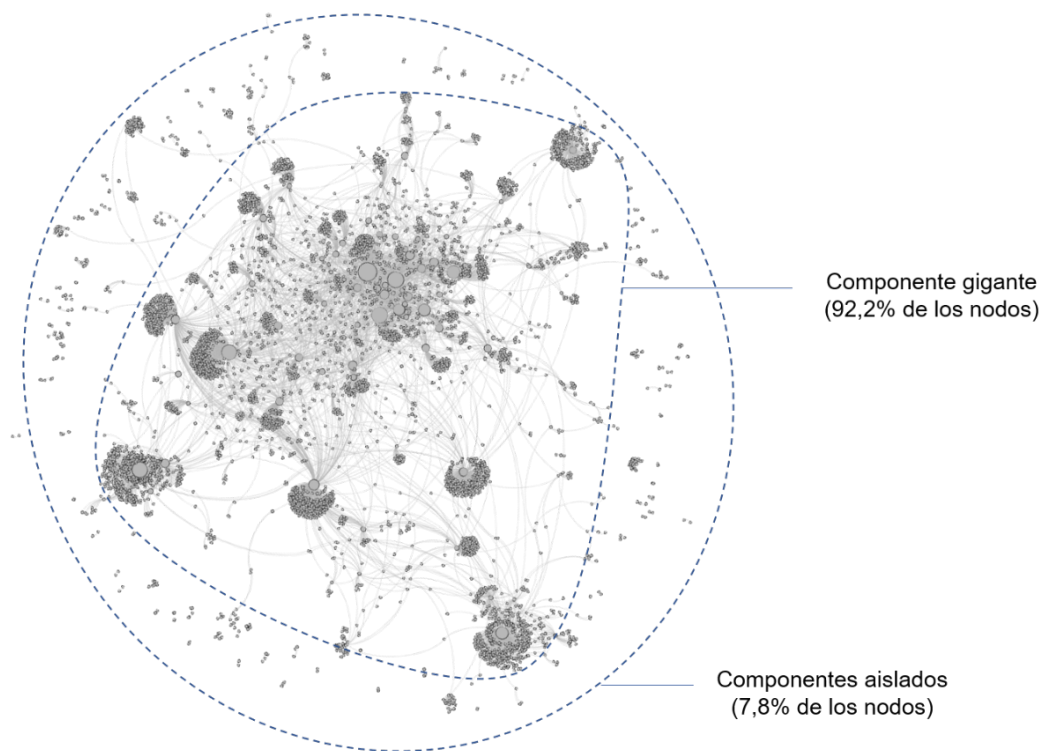 Componente gigante
(92,2% de los nodos)
Componentes aislados
(7,8% de los nodos)